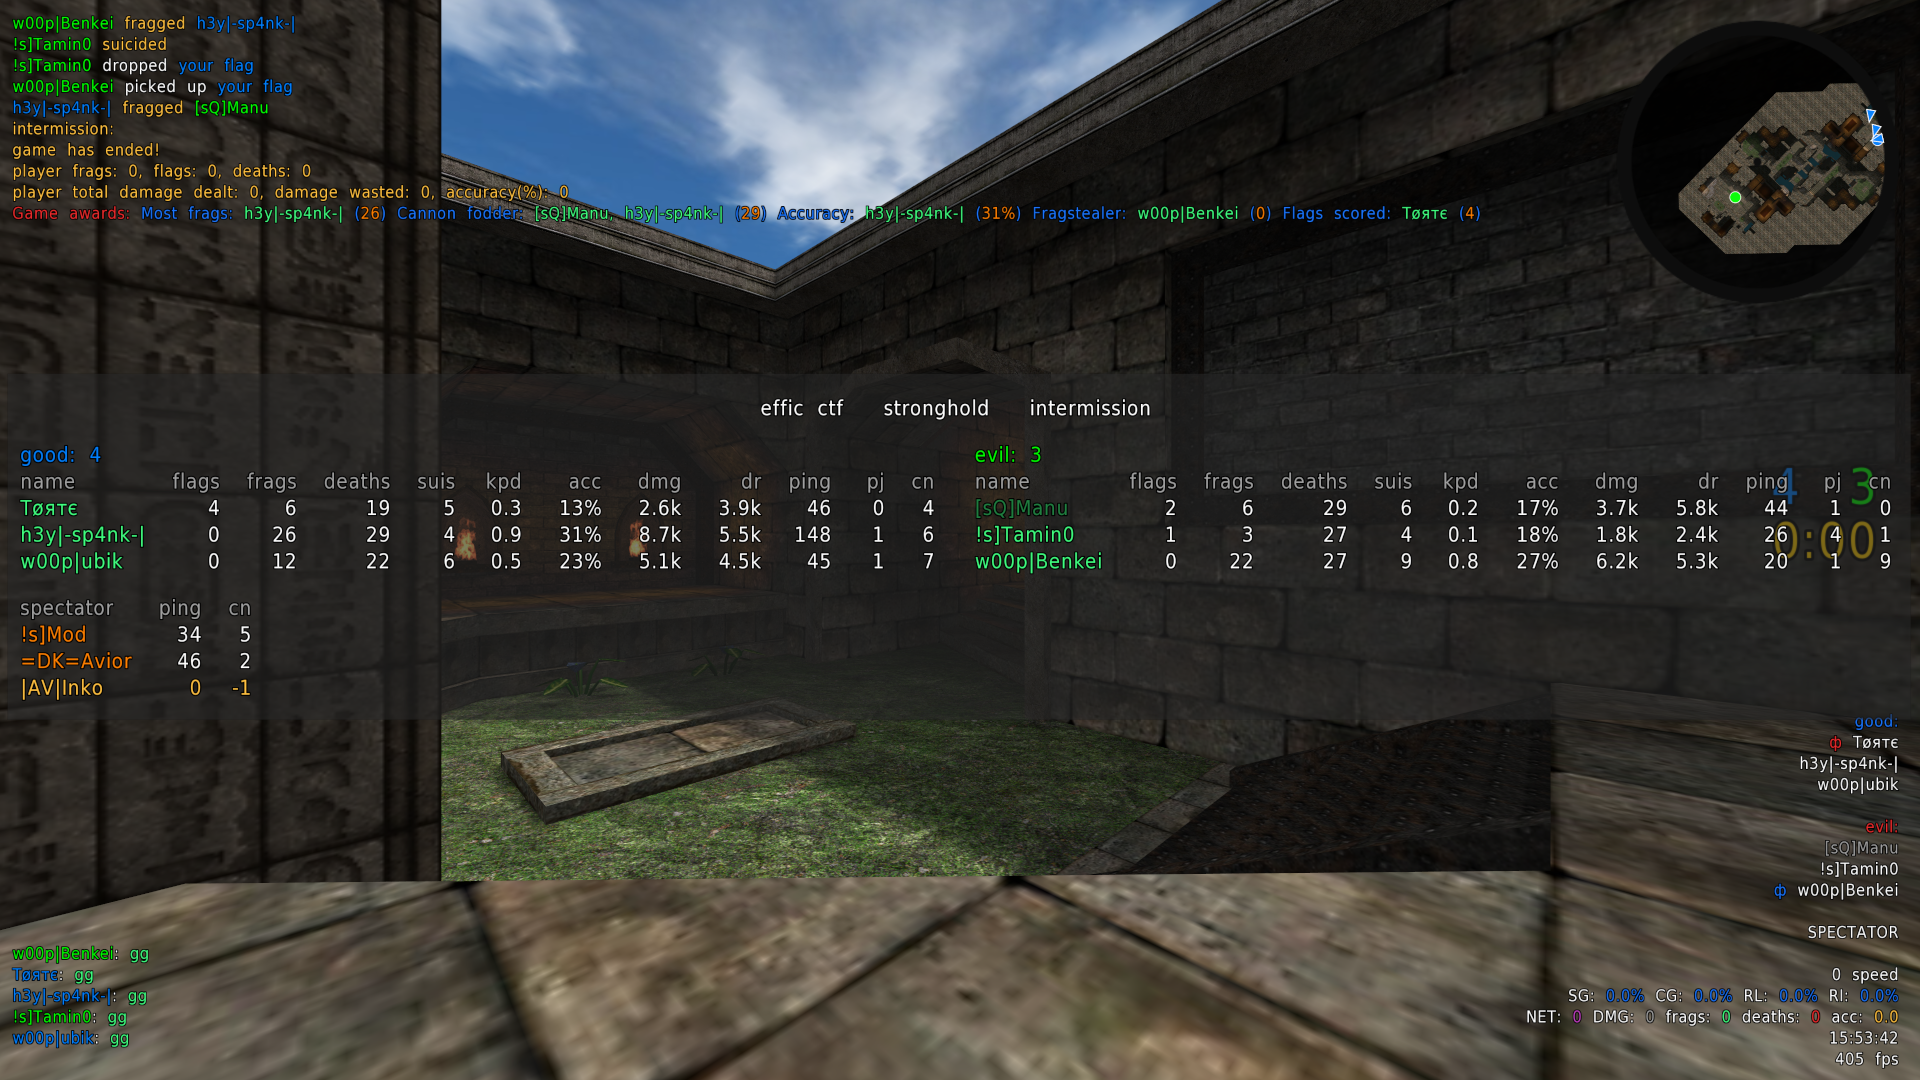 w00p|Benkei fragged h3y|-sp4nk-|
!s]Tamin0 suicided
!s]Tamin0 dropped your flag
w00p|Benkei picked up your flag
h3y|-sp4nk-| fragged [sQ]Manu
intermission:
game has ended!
player frags: 0, flags: 0, deaths: 0
player total damage dealt: 0, damage wasted: 0, accuracy(%): 0
Game awards: Most frags: h3y|-sp4nk-| (26) Cannon fodder: [sQ]Manu, h3y|-sp4nk-| (29) Accuracy: h3y|-sp4nk-| (31%) Fragstealer: w00p|Benkei (0) Flags scored: Tøятє (4)
effic ctf stronghold intermission
good: 4
name flags frags deaths suis kpd acc dmg dr ping pj cn
Tøятє 4 6 19 5 0.3 13% 2.6k 3.9k 46 0 4
h3y|-sp4nk-| 0 26 29 4 0.9 31% 8.7k 5.5k 148 1 6
w00p|ubik 0 12 22 6 0.5 23% 5.1k 4.5k 45 1 7
evil: 3
name flags frags deaths suis kpd acc dmg dr ping pj cn
[sQ]Manu 2 6 29 6 0.2 17% 3.7k 5.8k 44 1 0
!s]Tamin0 1 3 27 4 0.1 18% 1.8k 2.4k 26 4 1
w00p|Benkei 0 22 27 9 0.8 27% 6.2k 5.3k 20 1 9
4 3
0:00
spectator ping cn
!s]Mod 34 5
=DK=Avior 46 2
|AV|Inko 0 -1
good:
ф Tøятє
h3y|-sp4nk-|
w00p|ubik
evil:
[sQ]Manu
!s]Tamin0
ф w00p|Benkei
SPECTATOR
0 speed
SG: 0.0% CG: 0.0% RL: 0.0% RI: 0.0%
NET: 0 DMG: 0 frags: 0 deaths: 0 acc: 0.0
15:53:42
405 fps
w00p|Benkei: gg
Tøятє: gg
h3y|-sp4nk-|: gg
!s]Tamin0: gg
w00p|ubik: gg